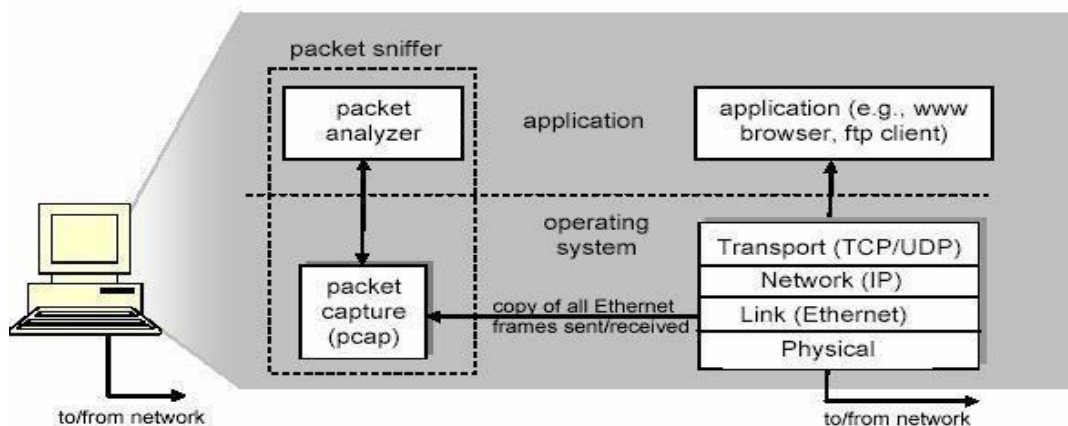 packet sniffer
packet
analyzer
application
application (e.g., www
browser, ftp client)
operating
system
packet
capture
(pcap)
copy of all Ethernet
frames sent/received
Transport (TCP/UDP)
Network (IP)
Link (Ethernet)
Physical
to/from network
to/from network